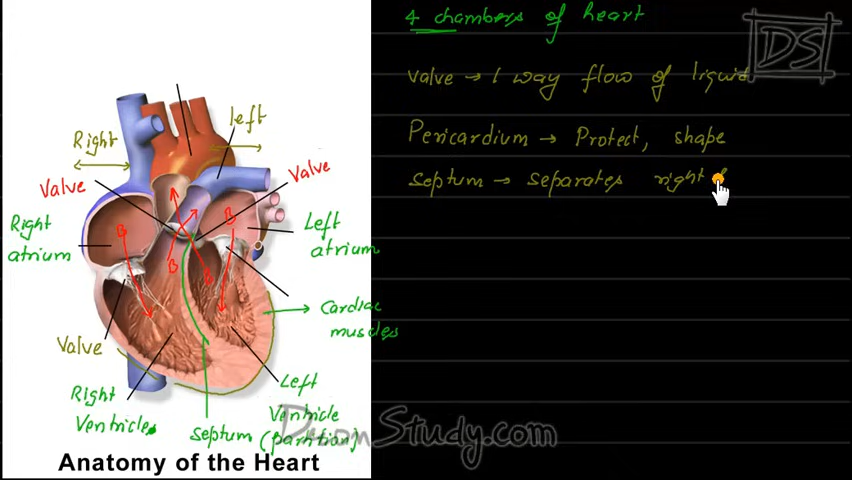 4 chambers of heart
Valve → 1 way flow of liquid
Pericardium → Protect, shape
Septum → separates right
DS
Right
left
Valve
Valve
Right
atrium
Left
atrium
B
B
B
B
Cardiac
muscles
Valve
Right
Ventricle
Left
Ventricle
Septum (partition)
Study.com
Anatomy of the Heart